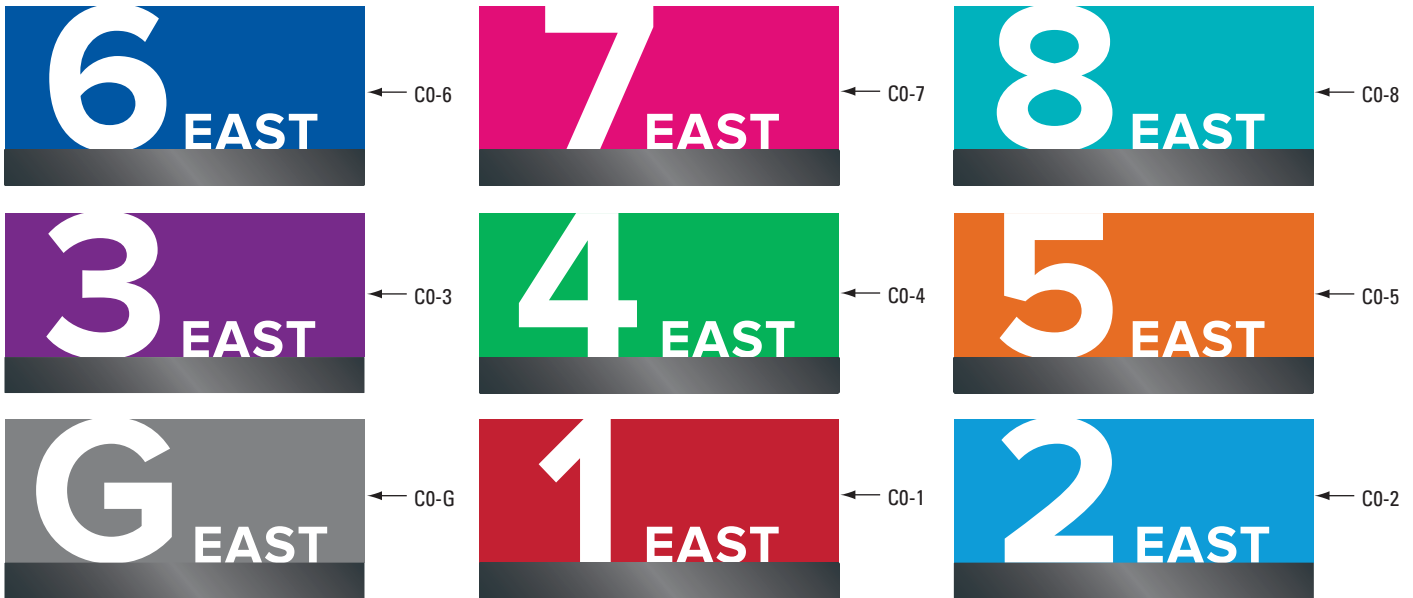 6 EAST
C0-6
7 EAST
C0-7
8 EAST
C0-8
3 EAST
C0-3
4 EAST
C0-4
5 EAST
C0-5
G EAST
C0-G
1 EAST
C0-1
2 EAST
C0-2